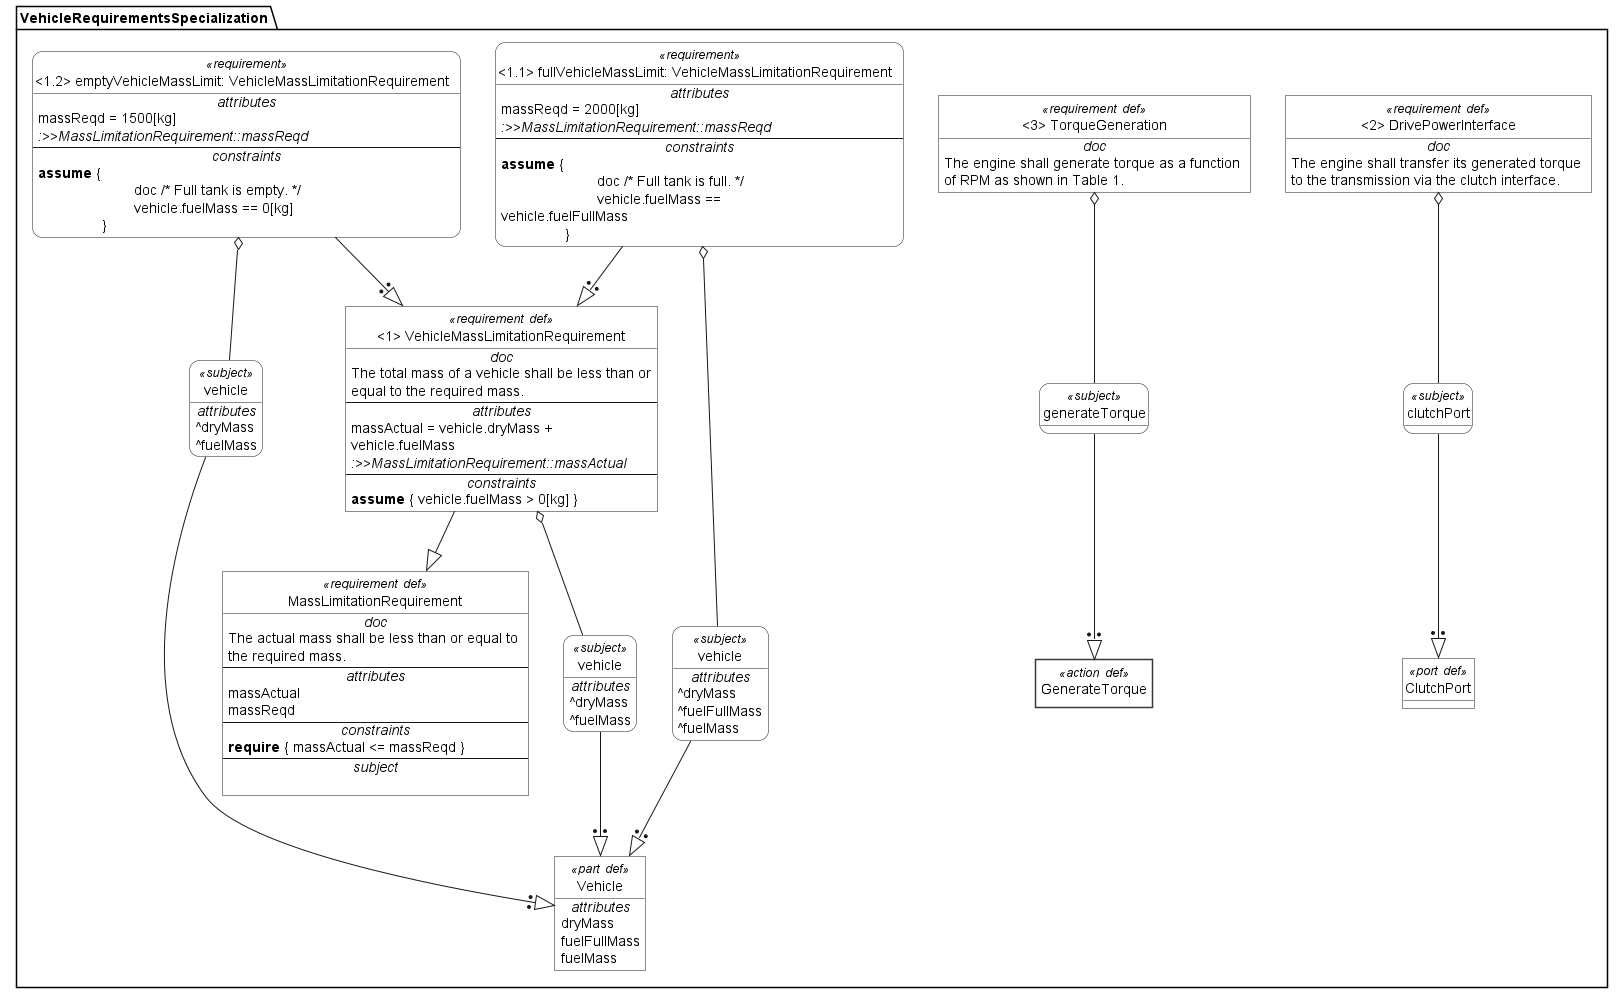 VehicleRequirementsSpecialization
«requirement»
<1.2> emptyVehicleMassLimit: VehicleMassLimitationRequirement
attributes
massReqd = 1500[kg]
:>>MassLimitationRequirement::massReqd
constraints
assume {
doc /* Full tank is empty. */
vehicle.fuelMass == 0[kg]
}
«requirement»
<1.1> fullVehicleMassLimit: VehicleMassLimitationRequirement
attributes
massReqd = 2000[kg]
:>>MassLimitationRequirement::massReqd
constraints
assume {
doc /* Full tank is full. */
vehicle.fuelMass ==
vehicle.fuelFullMass
}
«requirement def»
<3> TorqueGeneration
doc
The engine shall generate torque as a function
of RPM as shown in Table 1.
«requirement def»
<2> DrivePowerInterface
doc
The engine shall transfer its generated torque
to the transmission via the clutch interface.
«subject»
vehicle
attributes
^dryMass
^fuelMass
«requirement def»
<1> VehicleMassLimitationRequirement
doc
The total mass of a vehicle shall be less than or
equal to the required mass.
attributes
massActual = vehicle.dryMass +
vehicle.fuelMass
:>>MassLimitationRequirement::massActual
constraints
assume { vehicle.fuelMass > 0[kg] }
«subject»
generateTorque
«subject»
clutchPort
«requirement def»
MassLimitationRequirement
doc
The actual mass shall be less than or equal to
the required mass.
attributes
massActual
massReqd
constraints
require { massActual <= massReqd }
subject
«subject»
vehicle
attributes
^dryMass
^fuelMass
«subject»
vehicle
attributes
^dryMass
^fuelFullMass
^fuelMass
«action def»
GenerateTorque
«port def»
ClutchPort
«part def»
Vehicle
attributes
dryMass
fuelFullMass
fuelMass